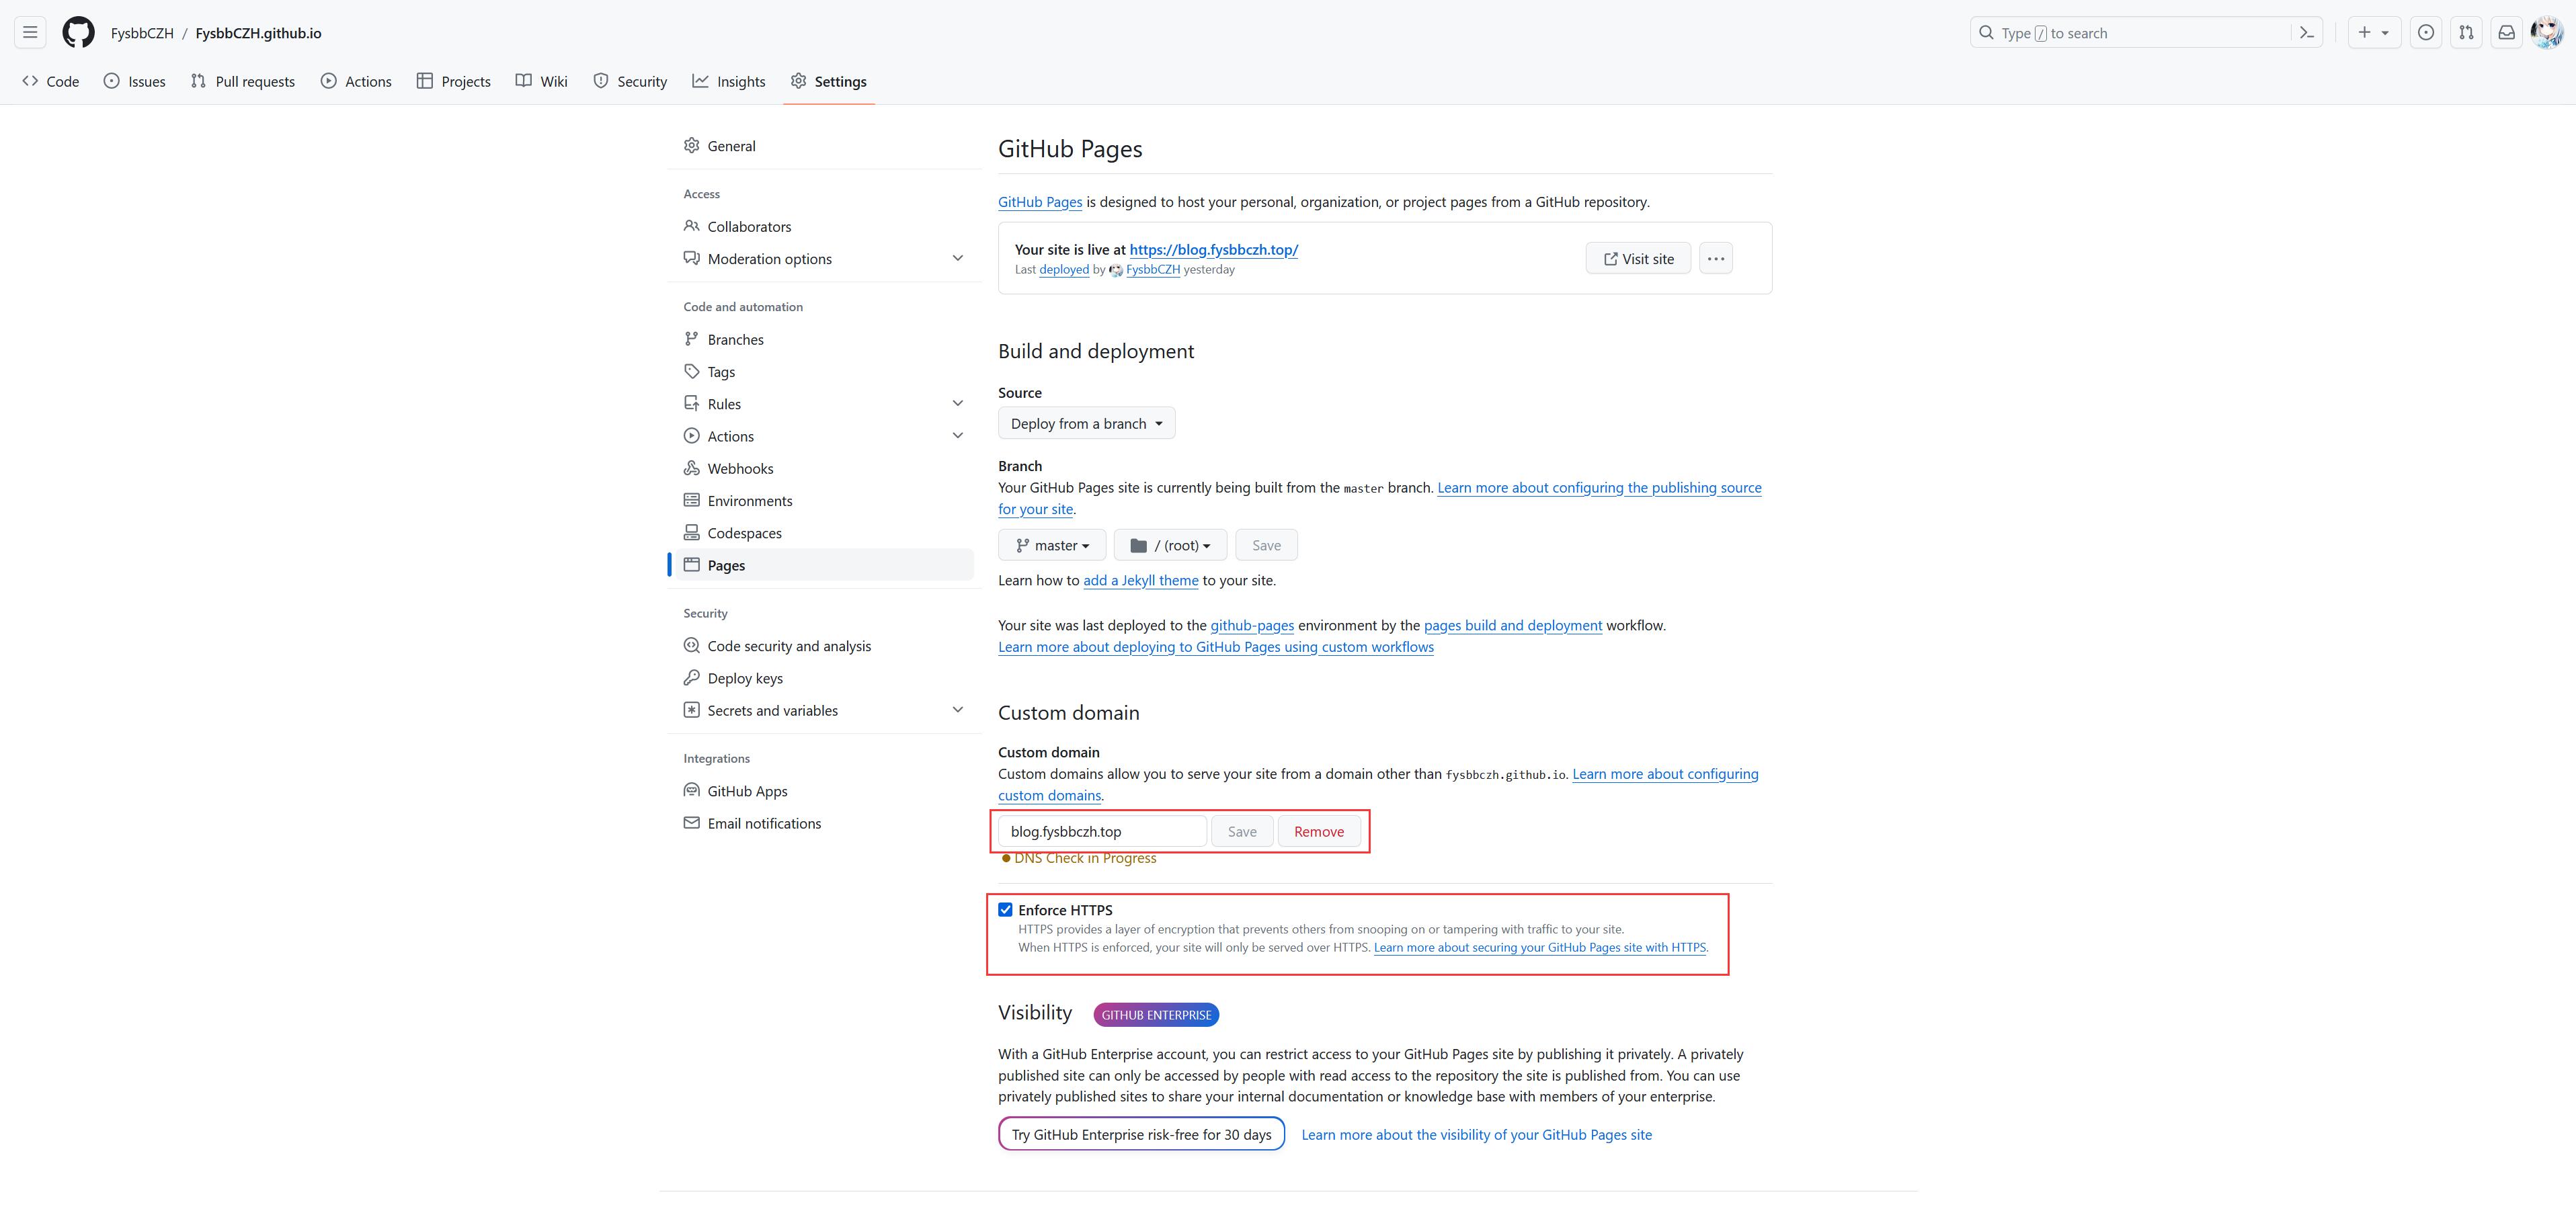 FysbbCZH / FysbbCZH.github.io
Type / to search
Code Issues Pull requests Actions Projects Wiki Security Insights Settings
General
Access
Collaborators
Moderation options
Code and automation
Branches
Tags
Rules
Actions
Webhooks
Environments
Codespaces
Pages
Security
Code security and analysis
Deploy keys
Secrets and variables
Integrations
GitHub Apps
Email notifications
GitHub Pages
GitHub Pages is designed to host your personal, organization, or project pages from a GitHub repository.
Your site is live at https://blog.fysbbczh.top/
Last deployed by FysbbCZH yesterday
Visit site
Build and deployment
Source
Deploy from a branch
Branch
Your GitHub Pages site is currently being built from the master branch. Learn more about configuring the publishing source
for your site.
master / (root) Save
Learn how to add a Jekyll theme to your site.
Your site was last deployed to the github-pages environment by the pages build and deployment workflow.
Learn more about deploying to GitHub Pages using custom workflows
Custom domain
Custom domain
Custom domains allow you to serve your site from a domain other than fysbbczh.github.io. Learn more about configuring
custom domains.
blog.fysbbczh.top Save Remove
DNS Check in Progress
Enforce HTTPS
HTTPS provides a layer of encryption that prevents others from snooping on or tampering with traffic to your site.
When HTTPS is enforced, your site will only be served over HTTPS. Learn more about securing your GitHub Pages site with HTTPS.
Visibility GITHUB ENTERPRISE
With a GitHub Enterprise account, you can restrict access to your GitHub Pages site by publishing it privately. A privately
published site can only be accessed by people with read access to the repository the site is published from. You can use
privately published sites to share your internal documentation or knowledge base with members of your enterprise.
Try GitHub Enterprise risk-free for 30 days Learn more about the visibility of your GitHub Pages site